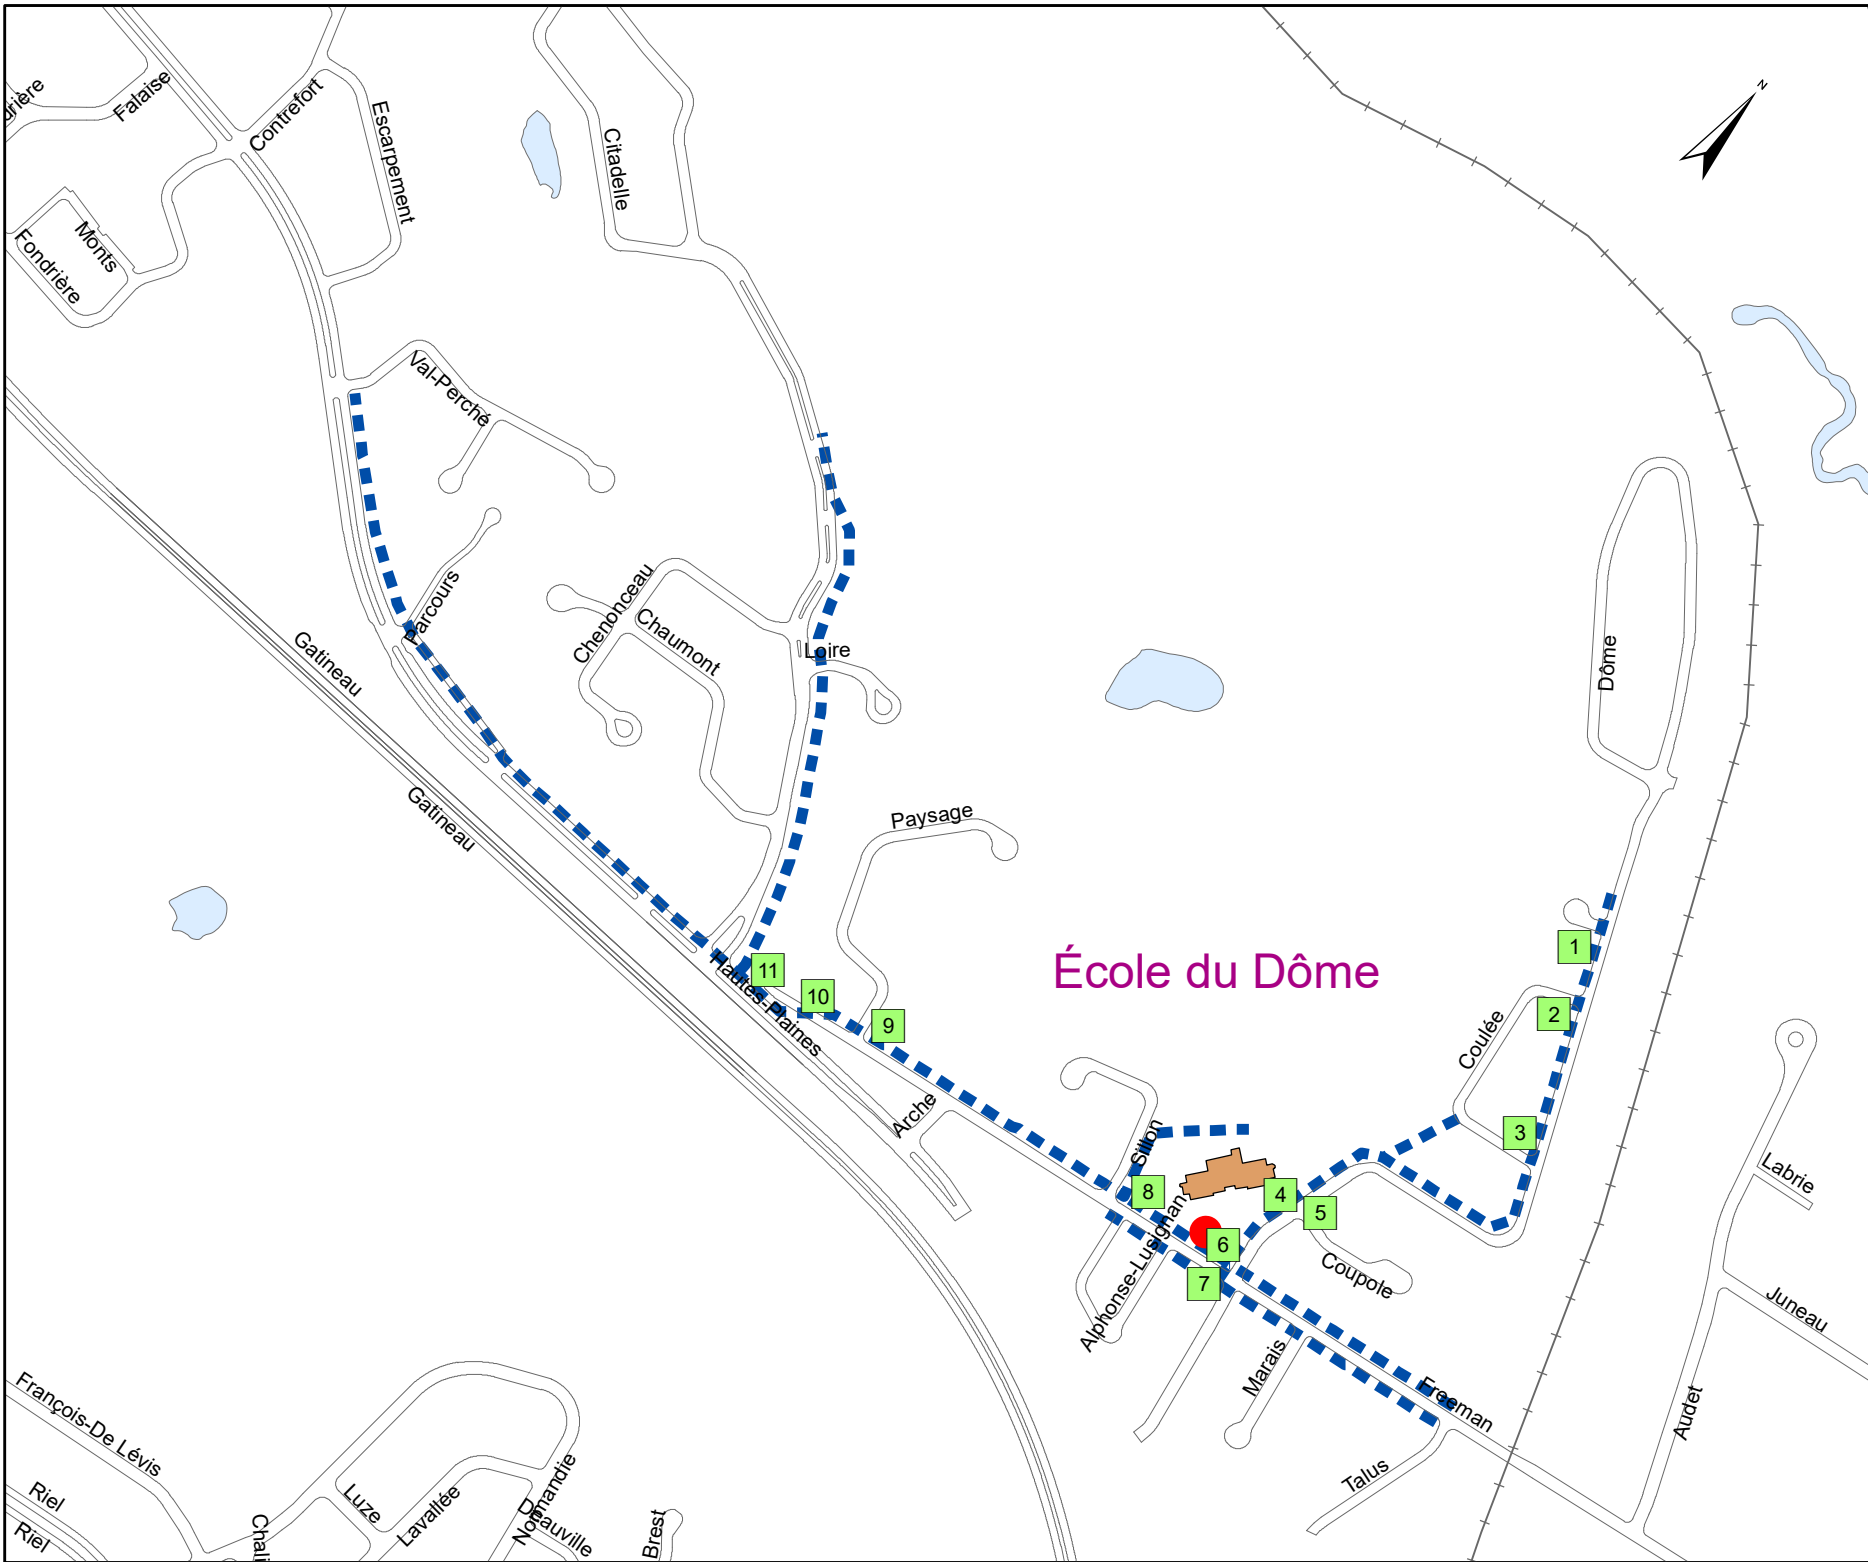 N
Falaise
Contrefort
Escarpement
Citadelle
Monts
Fondrière
Val-Perché
Parcours
Gatineau
Gatineau
Chenonceau
Chaumont
Loire
Dôme
Paysage
École du Dôme
1
2
3
Coulée
11
10
9
Hautes-Plaines
Arche
Sillon
8
4
5
6
7
Alphonse-Lusignan
Coupole
Marais
Freeman
Talus
Labrie
Juneau
Audet
François-De Lévis
Riel
Riel
Luze
Lavallée
Normandie
Deauville
Brest